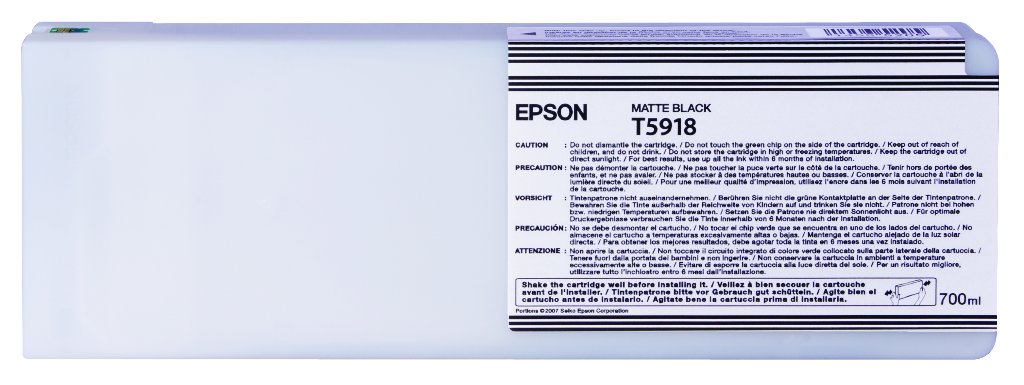 EPSON
MATTE BLACK
T5918
CAUTION : Do not dismantle the cartridge. / Do not touch the green chip on the side of the cartridge. / Keep out of reach of
children, and do not drink. / Do not store the cartridge in high or freezing temperatures. / Keep the cartridge out of
direct sunlight. / For best results, use up all the ink within 6 months of installation.
PRECAUTION : Ne pas démonter la cartouche. / Ne pas toucher la puce verte sur le côté de la cartouche. / Tenir hors de portée des
enfants, et ne pas avaler. / Ne pas stocker à des températures hautes ou basses. / Conserver la cartouche à l'abri de la
lumière directe du soleil. / Pour une meilleur qualité d'impression, utilisez l'encre dans les 6 mois suivant l'installation
de la cartouche.
VORSICHT : Tintenpatrone nicht auseinandernehmen. / Berühren Sie nicht die grüne Kontaktplatte an der Seite der Tintenpatrone. /
Bewahren Sie die Tinte außerhalb der Reichweite von Kindern auf und trinken Sie sie nicht. / Patrone nicht bei hohen
bzw. niedrigen Temperaturen aufbewahren. / Setzen Sie die Patrone nie direktem Sonnenlicht aus. / Für optimale
Druckergebnisse verbrauchen Sie die Tinte innerhalb von 6 Monaten nach der Installation.
PRECAUCIÓN : No se debe desmontar el cartucho. / No tocar el chip verde que se encuentra en uno de los lados del cartucho. / No
almacene el cartucho a temperaturas excesivamente altas o bajas. / Mantenga el cartucho alejado de la luz solar
directa. / Para obtener los mejores resultados, debe agotar toda la tinta en 6 meses una vez instalado.
ATTENZIONE : Non aprire la cartuccia. / Non toccare il circuito integrato di colore verde collocato sulla parte laterale della cartuccia. /
Tenere fuori dalla portata dei bambini e non ingerire. / Non conservare la cartuccia in ambienti a temperature
eccessivamente alte o basse. / Evitare di esporre la cartuccia alla luce diretta del sole. / Per un risultato migliore,
utilizzare tutto l'inchiostro entro 6 mesi dall'installazione.
Shake the cartridge well before installing it. / Veillez à bien secouer la cartouche
avant de l'installer. / Tintenpatrone bitte vor Gebrauch gut schütteln. / Agite bien el
cartucho antes de instalarlo. / Agitate bene la cartuccia prima di installarla.
700ml
Portions ©2007 Seiko Epson Corporation